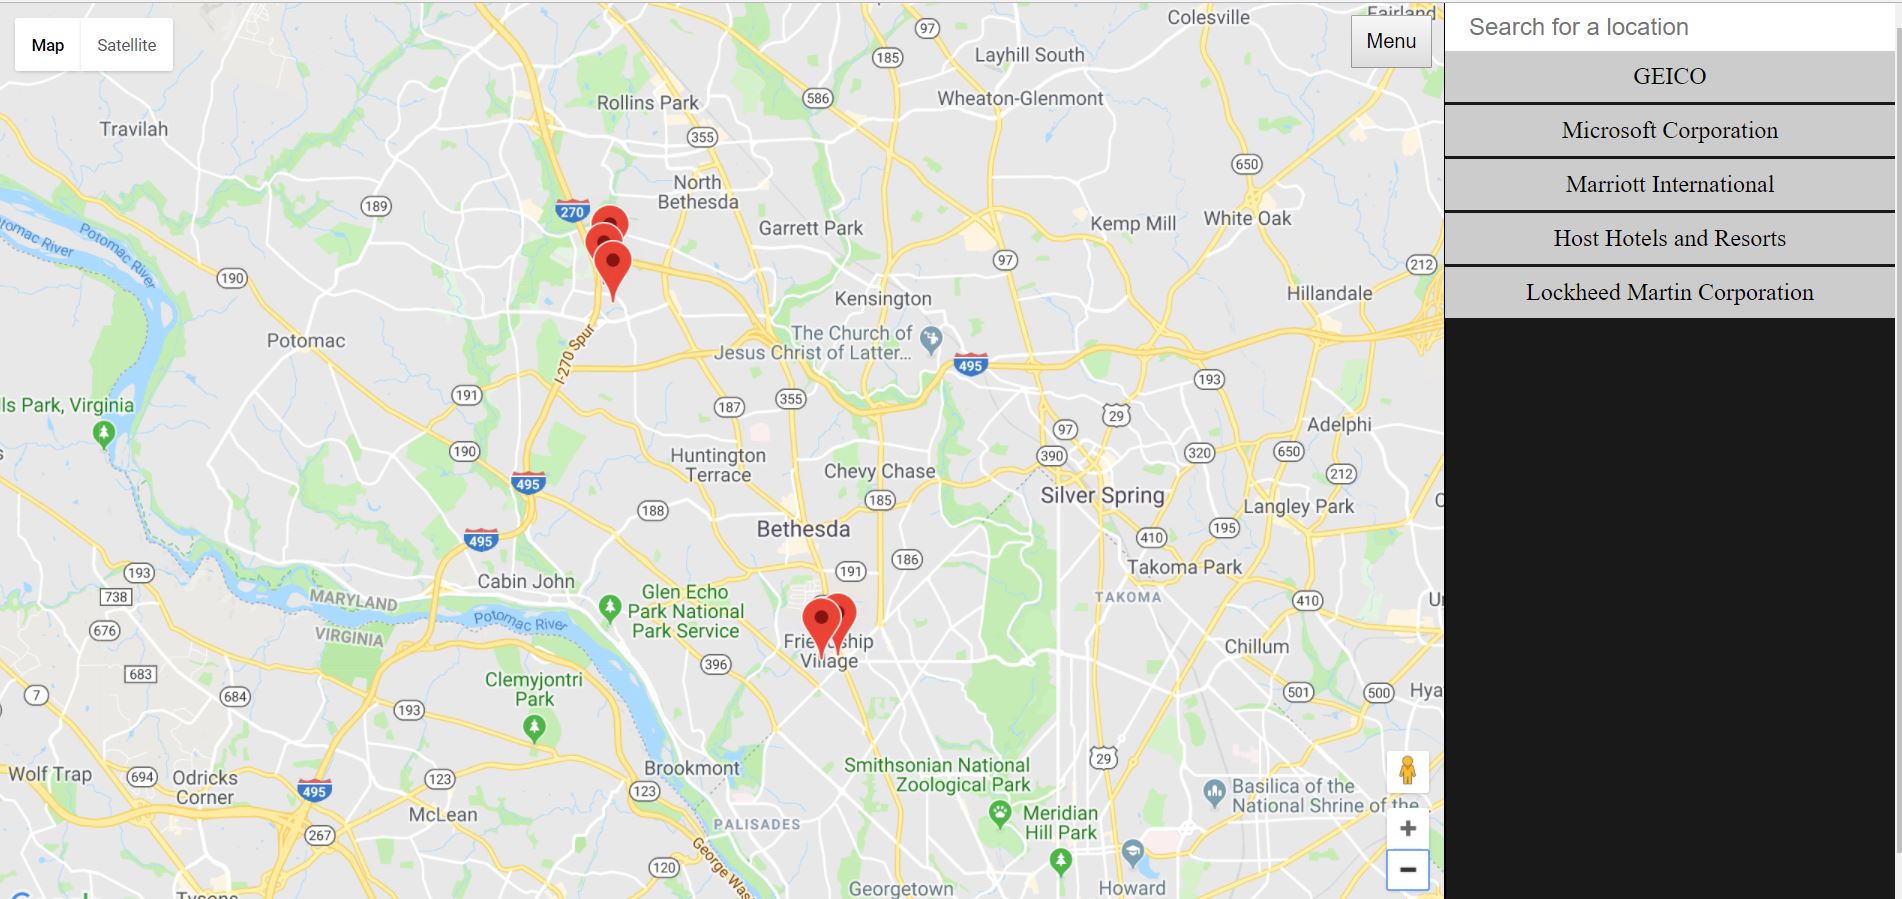 Map
Satellite
Menu
Search for a location
GEICO
Microsoft Corporation
Marriott International
Host Hotels and Resorts
Lockheed Martin Corporation
Colesville
Fairland
97
185
Layhill South
586
Wheaton-Glenmont
Rollins Park
Travilah
355
650
North
Bethesda
189
270
Garrett Park
Kemp Mill
White Oak
Potomac River
190
97
212
Kensington
Hillandale
The Church of
Jesus Christ of Latter...
Potomac
I-270 Spur
495
193
191
187
355
29
lls Park, Virginia
Adelphi
97
190
Huntington
Terrace
Chevy Chase
390
320
650
212
495
185
Silver Spring
188
Langley Park
Bethesda
195
495
410
186
191
Takoma Park
193
Cabin John
738
MARYLAND
VIRGINIA
Glen Echo
Park National
Park Service
TAKOMA
410
Potomac River
676
Village
Chillum
396
683
Clemyjontri
Park
7
684
193
501
500
Hya
29
Wolf Trap
694
Odricks
Corner
495
123
Brookmont
123
Smithsonian National
Zoological Park
Basilica of the
National Shrine of the
McLean
PALISADES
Meridian
Hill Park
267
120
George Was
Georgetown
Howard